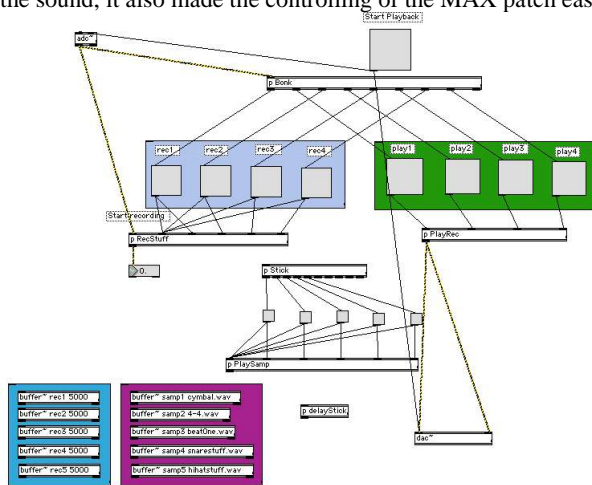 the sound, it also made the controlling of the MAX patch eas
Start Playback
adc~
p Bonk
rec1 rec2 rec3 rec4
play1 play2 play3 play4
Start recording
p RecStuff
p PlayRec
0.
p Stick
p PlaySamp
buffer~ rec1 5000
buffer~ rec2 5000
buffer~ rec3 5000
buffer~ rec4 5000
buffer~ rec5 5000
buffer~ samp1 cymbal.wav
buffer~ samp2 4-4.wav
buffer~ samp3 beatOne.wav
buffer~ samp4 snarestuff.wav
buffer~ samp5 hihatstuff.wav
p delayStick
dac~